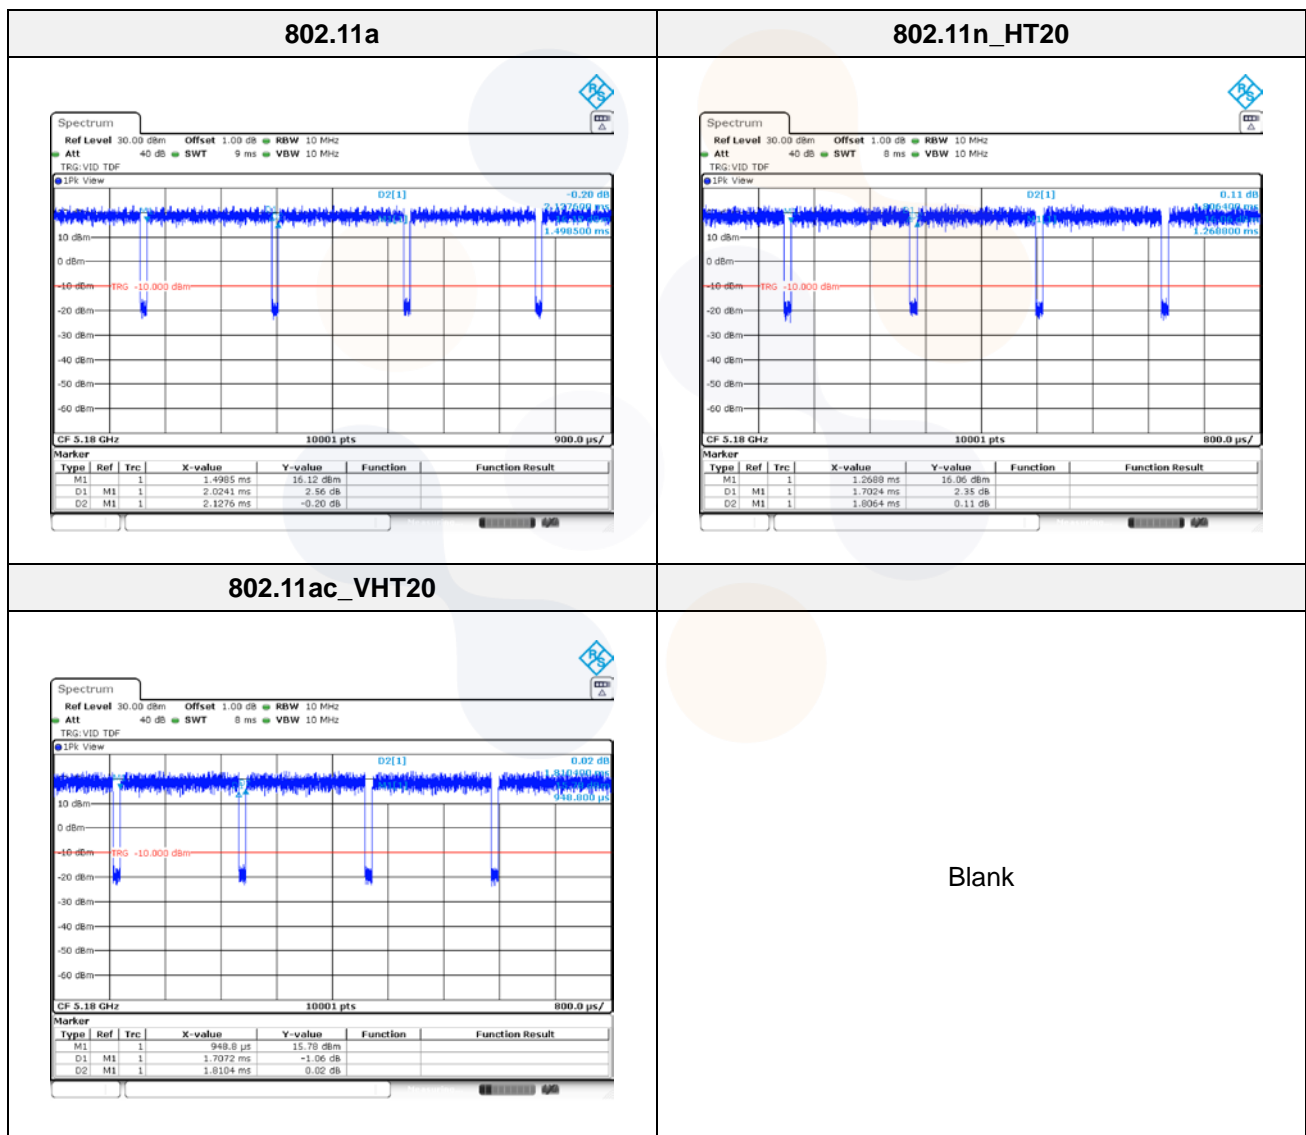 802.11a
802.11n_HT20
Spectrum
Ref Level 30.00 dBm Offset 1.00 dB RBW 10 MHz
Att 40 dB SWT 9 ms VBW 10 MHz
TRG:VID TDF
1Pk View
D2[1] -0.20 dB
2.127600 ms
1.498500 ms
10 dBm
0 dBm
-10 dBm TRG -10.000 dBm
-20 dBm
-30 dBm
-40 dBm
-50 dBm
-60 dBm
CF 5.18 GHz 10001 pts 900.0 µs/
Marker
Type Ref Trc X-value Y-value Function Function Result
M1 1 1.4985 ms 16.12 dBm
D1 M1 1 2.0241 ms 2.56 dB
D2 M1 1 2.1276 ms -0.20 dB
Spectrum
Ref Level 30.00 dBm Offset 1.00 dB RBW 10 MHz
Att 40 dB SWT 8 ms VBW 10 MHz
TRG:VID TDF
1Pk View
D2[1] 0.11 dB
1.806400 ms
1.268800 ms
10 dBm
0 dBm
-10 dBm TRG -10.000 dBm
-20 dBm
-30 dBm
-40 dBm
-50 dBm
-60 dBm
CF 5.18 GHz 10001 pts 800.0 µs/
Marker
Type Ref Trc X-value Y-value Function Function Result
M1 1 1.2688 ms 16.06 dBm
D1 M1 1 1.7024 ms 2.35 dB
D2 M1 1 1.8064 ms 0.11 dB
802.11ac_VHT20
Spectrum
Ref Level 30.00 dBm Offset 1.00 dB RBW 10 MHz
Att 40 dB SWT 8 ms VBW 10 MHz
TRG:VID TDF
1Pk View
D2[1] 0.02 dB
1.810400 ms
948.800 µs
10 dBm
0 dBm
-10 dBm TRG -10.000 dBm
-20 dBm
-30 dBm
-40 dBm
-50 dBm
-60 dBm
CF 5.18 GHz 10001 pts 800.0 µs/
Marker
Type Ref Trc X-value Y-value Function Function Result
M1 1 948.8 µs 15.78 dBm
D1 M1 1 1.7072 ms -1.06 dB
D2 M1 1 1.8104 ms 0.02 dB
Blank